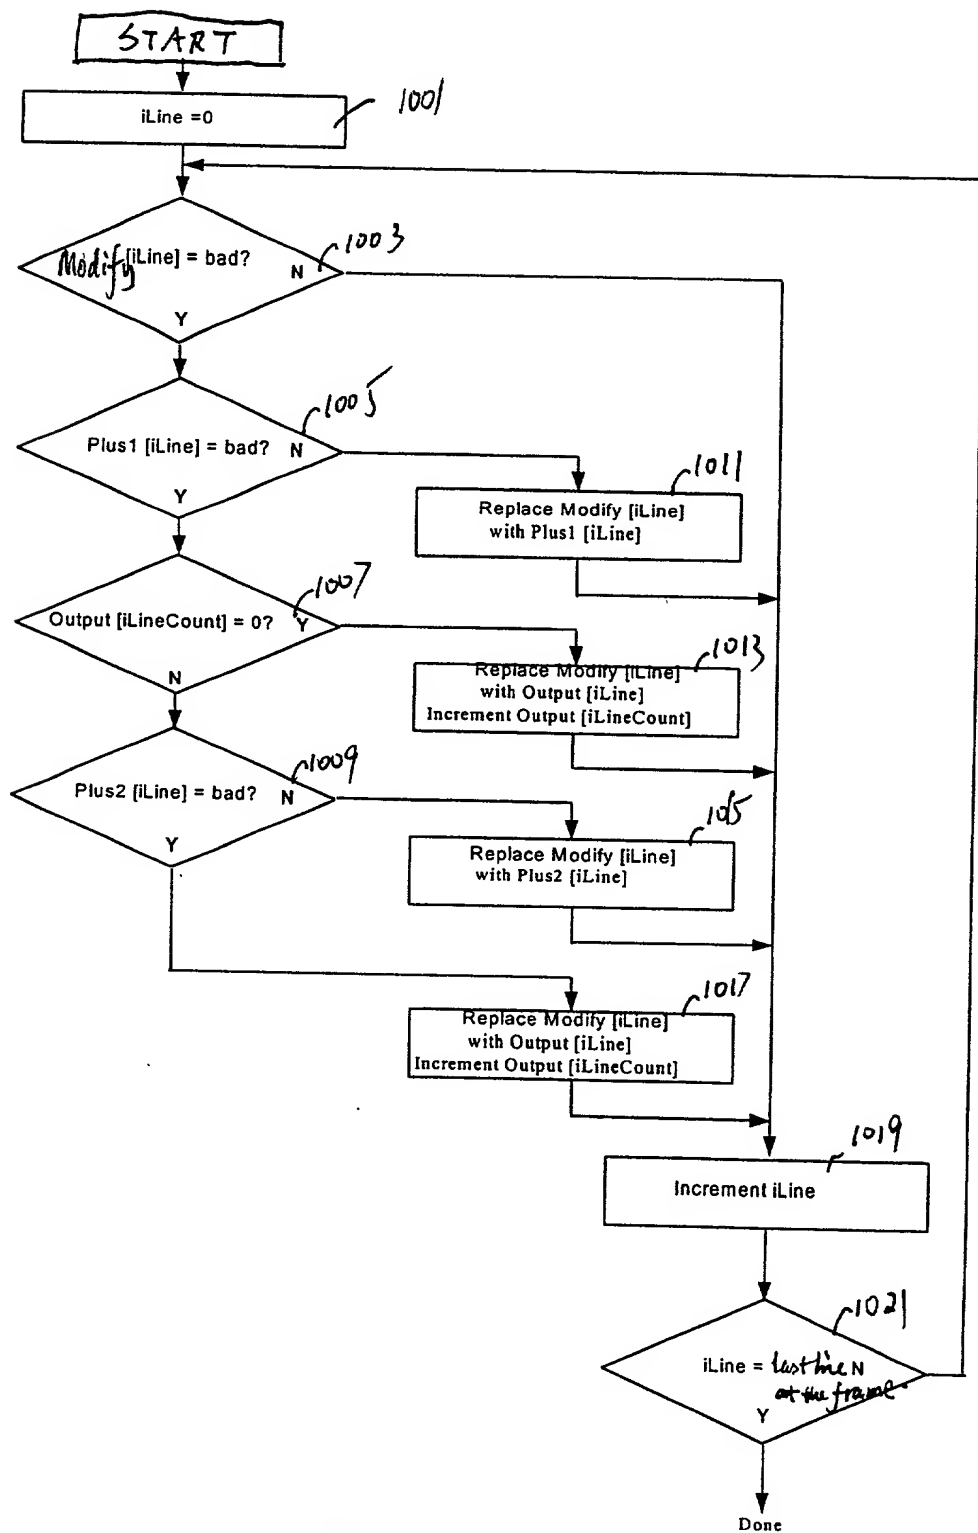 START
iLine =0
1001
Modify [iLine] = bad?
N
1003
Y
Plus1 [iLine] = bad?
N
1005
Y
1011
Replace Modify [iLine]
with Plus1 [iLine]
Output [iLineCount] = 0?
Y
1007
N
1013
Replace Modify [iLine]
with Output [iLine]
Increment Output [iLineCount]
Plus2 [iLine] = bad?
N
1009
Y
1015
Replace Modify [iLine]
with Plus2 [iLine]
1017
Replace Modify [iLine]
with Output [iLine]
Increment Output [iLineCount]
1019
Increment iLine
1021
iLine = last line N
at the frame
Y
Done